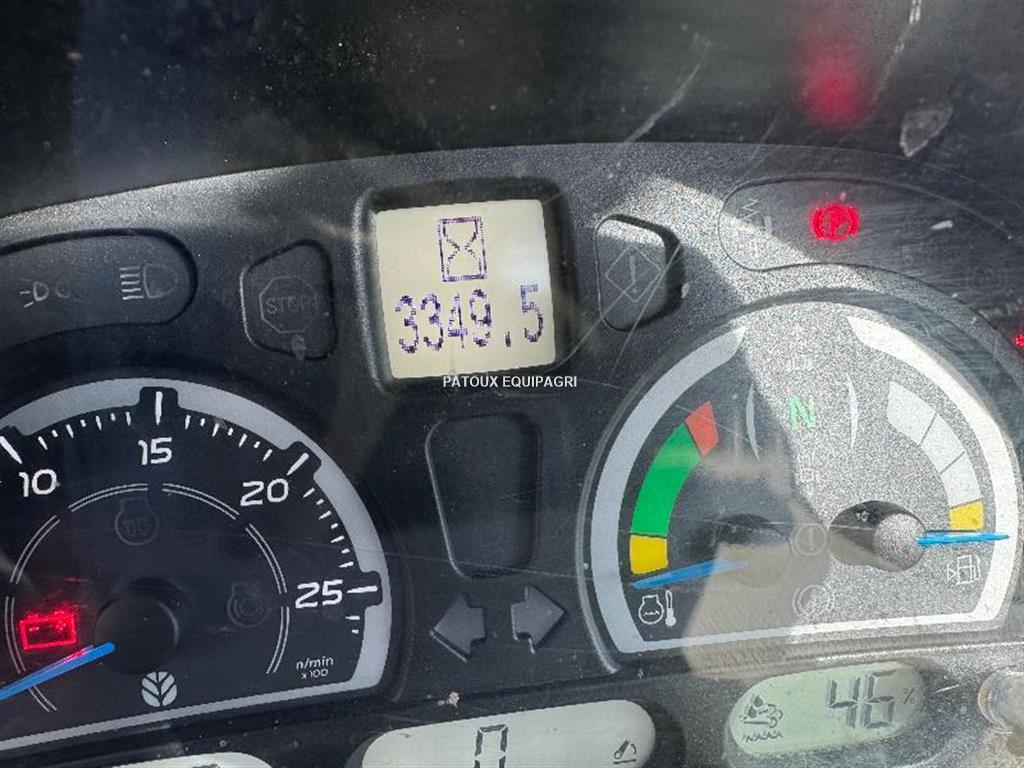 3349.5
STOP
PATOUX EQUIPAGRI
10
15
20
25
n/min
x100
N
0
46 %